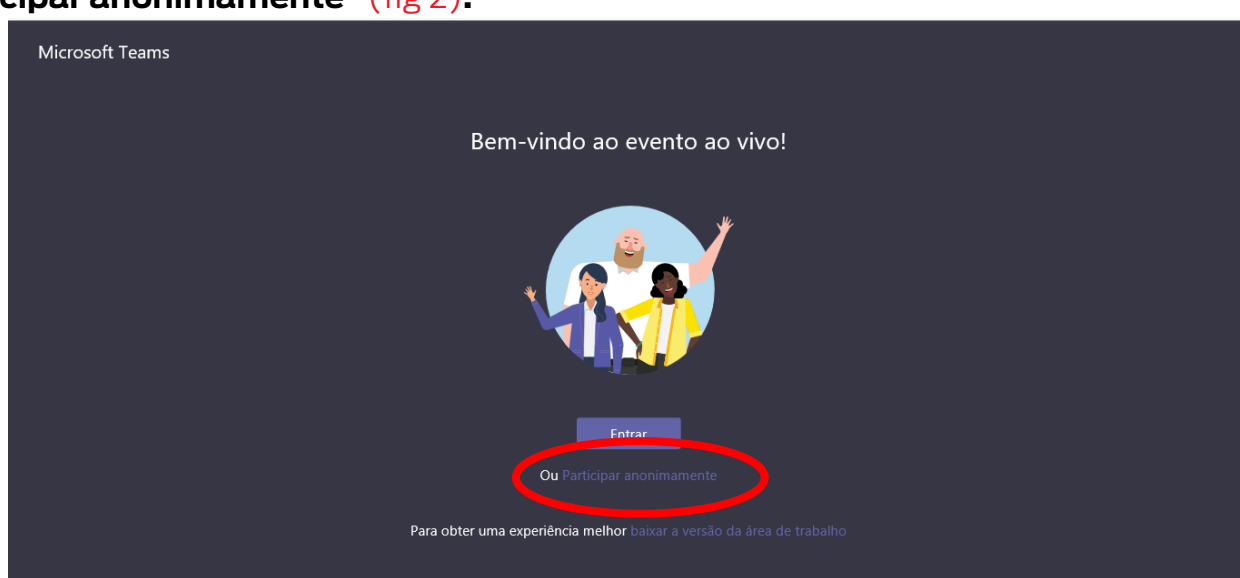 cipar anonimamente" (fig 2).
Microsoft Teams
Bem-vindo ao evento ao vivo!
Entrar
Ou Participar anonimamente
Para obter uma experiência melhor baixar a versão da área de trabalho